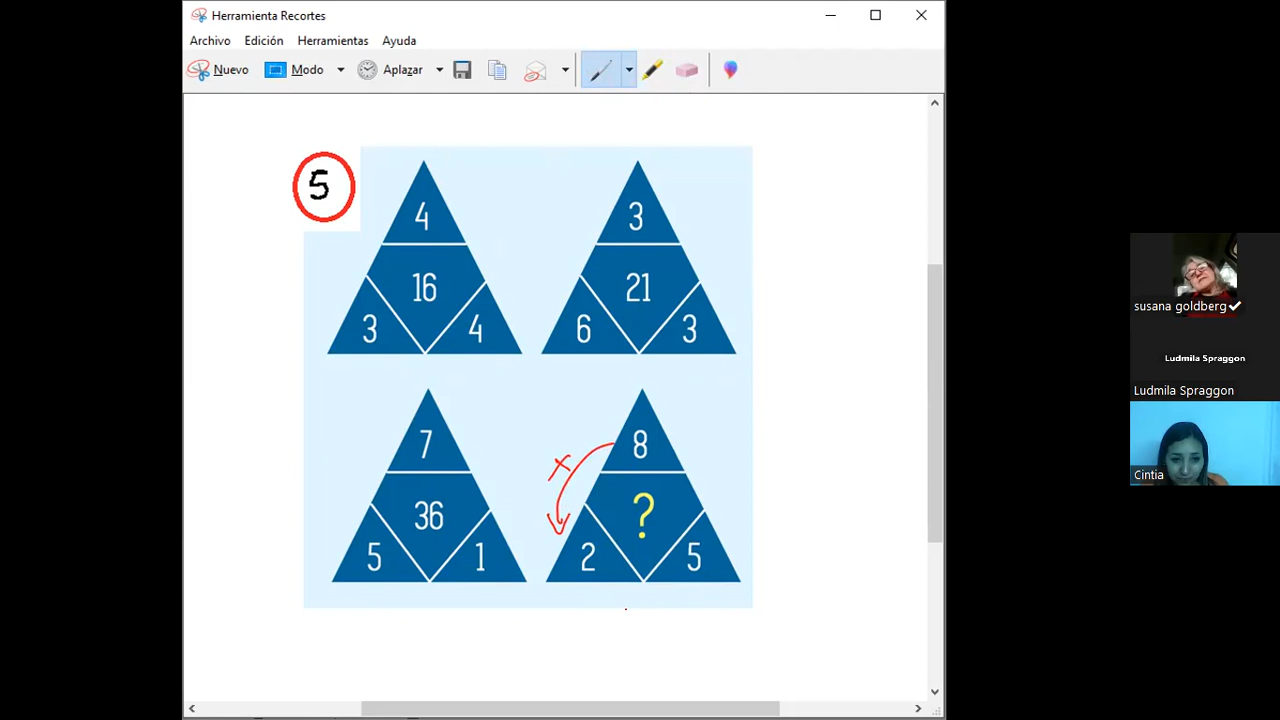 Herramienta Recortes
Archivo Edición Herramientas Ayuda
Nuevo Modo Aplazar
5
4
16
3 4
3
21
6 3
7
36
5 1
8
x
?
2 5
susana goldberg
Ludmila Spraggon
Ludmila Spraggon
Cintia